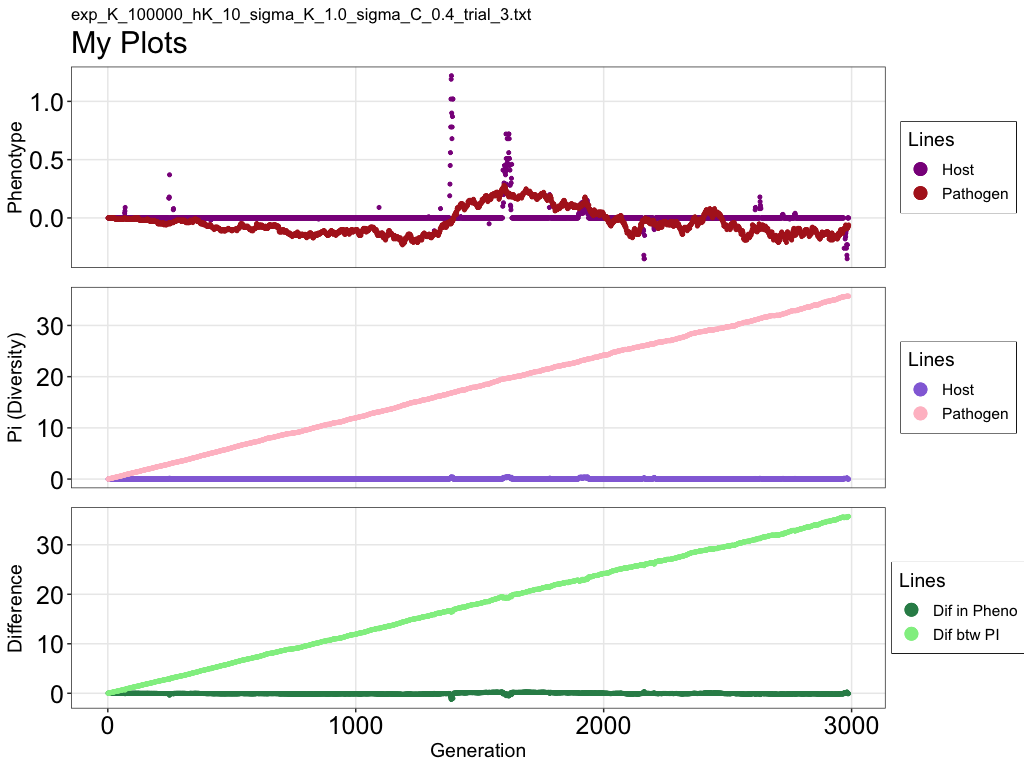 exp_K_100000_hK_10_sigma_K_1.0_sigma_C_0.4_trial_3.txt
My Plots
Phenotype
1.0
0.5
0.0
Lines
Host
Pathogen
Pi (Diversity)
30
20
10
0
Lines
Host
Pathogen
Difference
30
20
10
0
Lines
Dif in Pheno
Dif btw PI
0
1000
2000
3000
Generation